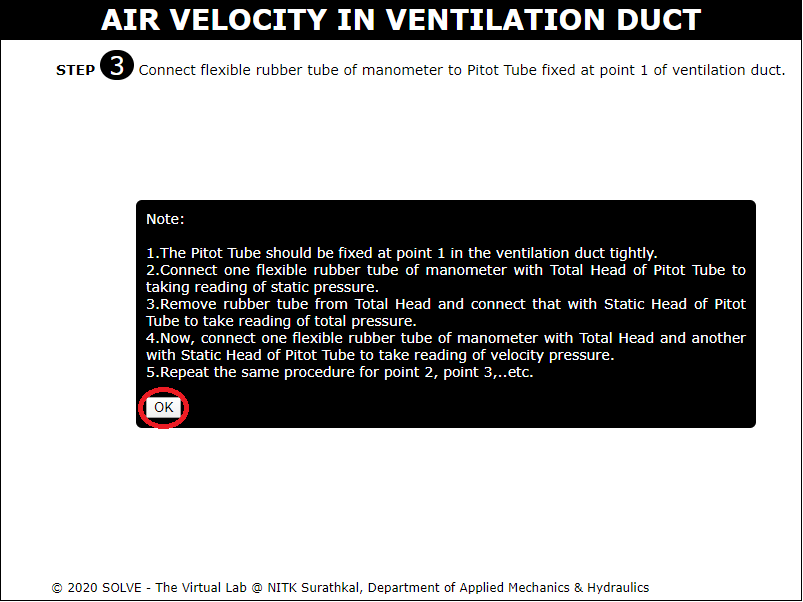 AIR VELOCITY IN VENTILATION DUCT
STEP 3 Connect flexible rubber tube of manometer to Pitot Tube fixed at point 1 of ventilation duct.
Note:
1.The Pitot Tube should be fixed at point 1 in the ventilation duct tightly.
2.Connect one flexible rubber tube of manometer with Total Head of Pitot Tube to
taking reading of static pressure.
3.Remove rubber tube from Total Head and connect that with Static Head of Pitot
Tube to take reading of total pressure.
4.Now, connect one flexible rubber tube of manometer with Total Head and another
with Static Head of Pitot Tube to take reading of velocity pressure.
5.Repeat the same procedure for point 2, point 3,..etc.
OK
© 2020 SOLVE - The Virtual Lab @ NITK Surathkal, Department of Applied Mechanics & Hydraulics